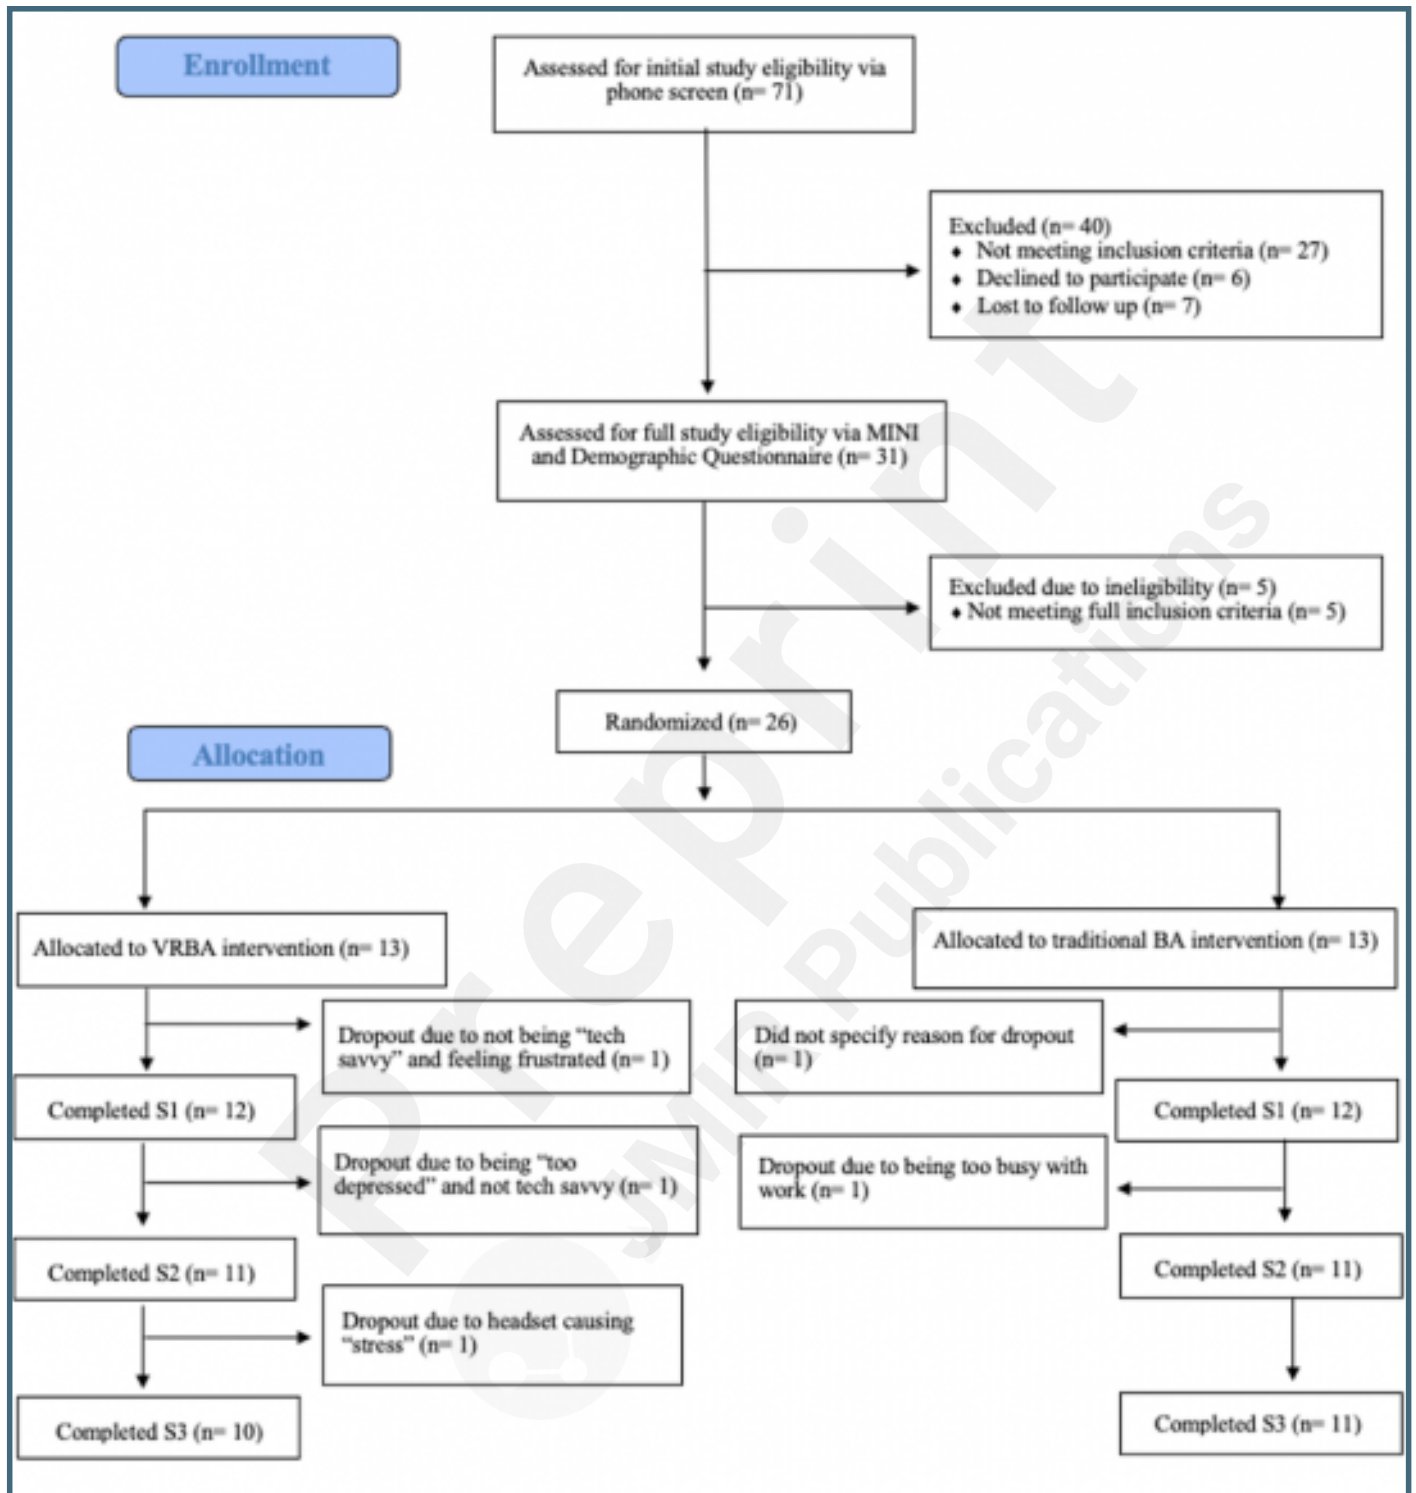 Enrollment
Assessed for initial study eligibility via
phone screen (n= 71)
Excluded (n= 40)
♦ Not meeting inclusion criteria (n= 27)
♦ Declined to participate (n= 6)
♦ Lost to follow up (n= 7)
Assessed for full study eligibility via MINI
and Demographic Questionnaire (n= 31)
Excluded due to ineligibility (n= 5)
♦ Not meeting full inclusion criteria (n= 5)
Randomized (n= 26)
Allocation
Allocated to VRBA intervention (n= 13)
Allocated to traditional BA intervention (n= 13)
Dropout due to not being “tech
savvy” and feeling frustrated (n= 1)
Did not specify reason for dropout
(n= 1)
Completed S1 (n= 12)
Completed S1 (n= 12)
Dropout due to being “too
depressed” and not tech savvy (n= 1)
Dropout due to being too busy with
work (n= 1)
Completed S2 (n= 11)
Completed S2 (n= 11)
Dropout due to headset causing
“stress” (n= 1)
Completed S3 (n= 10)
Completed S3 (n= 11)
Preprint
JMIR Publications